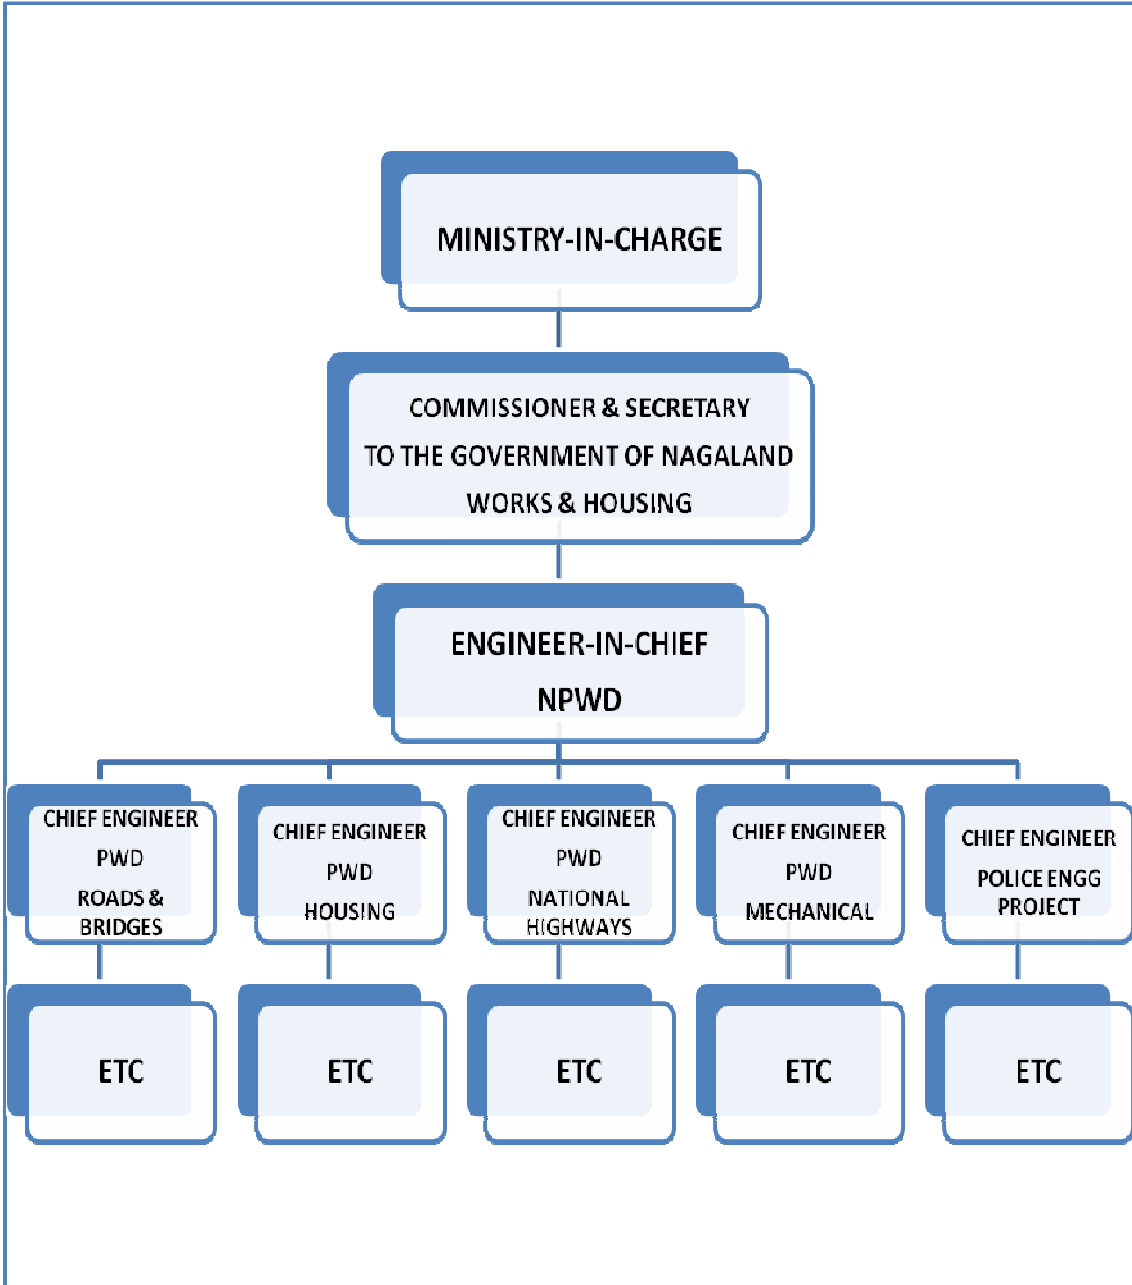 MINISTRY-IN-CHARGE
COMMISSIONER & SECRETARY
TO THE GOVERNMENT OF NAGALAND
WORKS & HOUSING
ENGINEER-IN-CHIEF
NPWD
CHIEF ENGINEER
PWD
ROADS &
BRIDGES
CHIEF ENGINEER
PWD
HOUSING
CHIEF ENGINEER
PWD
NATIONAL
HIGHWAYS
CHIEF ENGINEER
PWD
MECHANICAL
CHIEF ENGINEER
POLICE ENGG
PROJECT
ETC
ETC
ETC
ETC
ETC